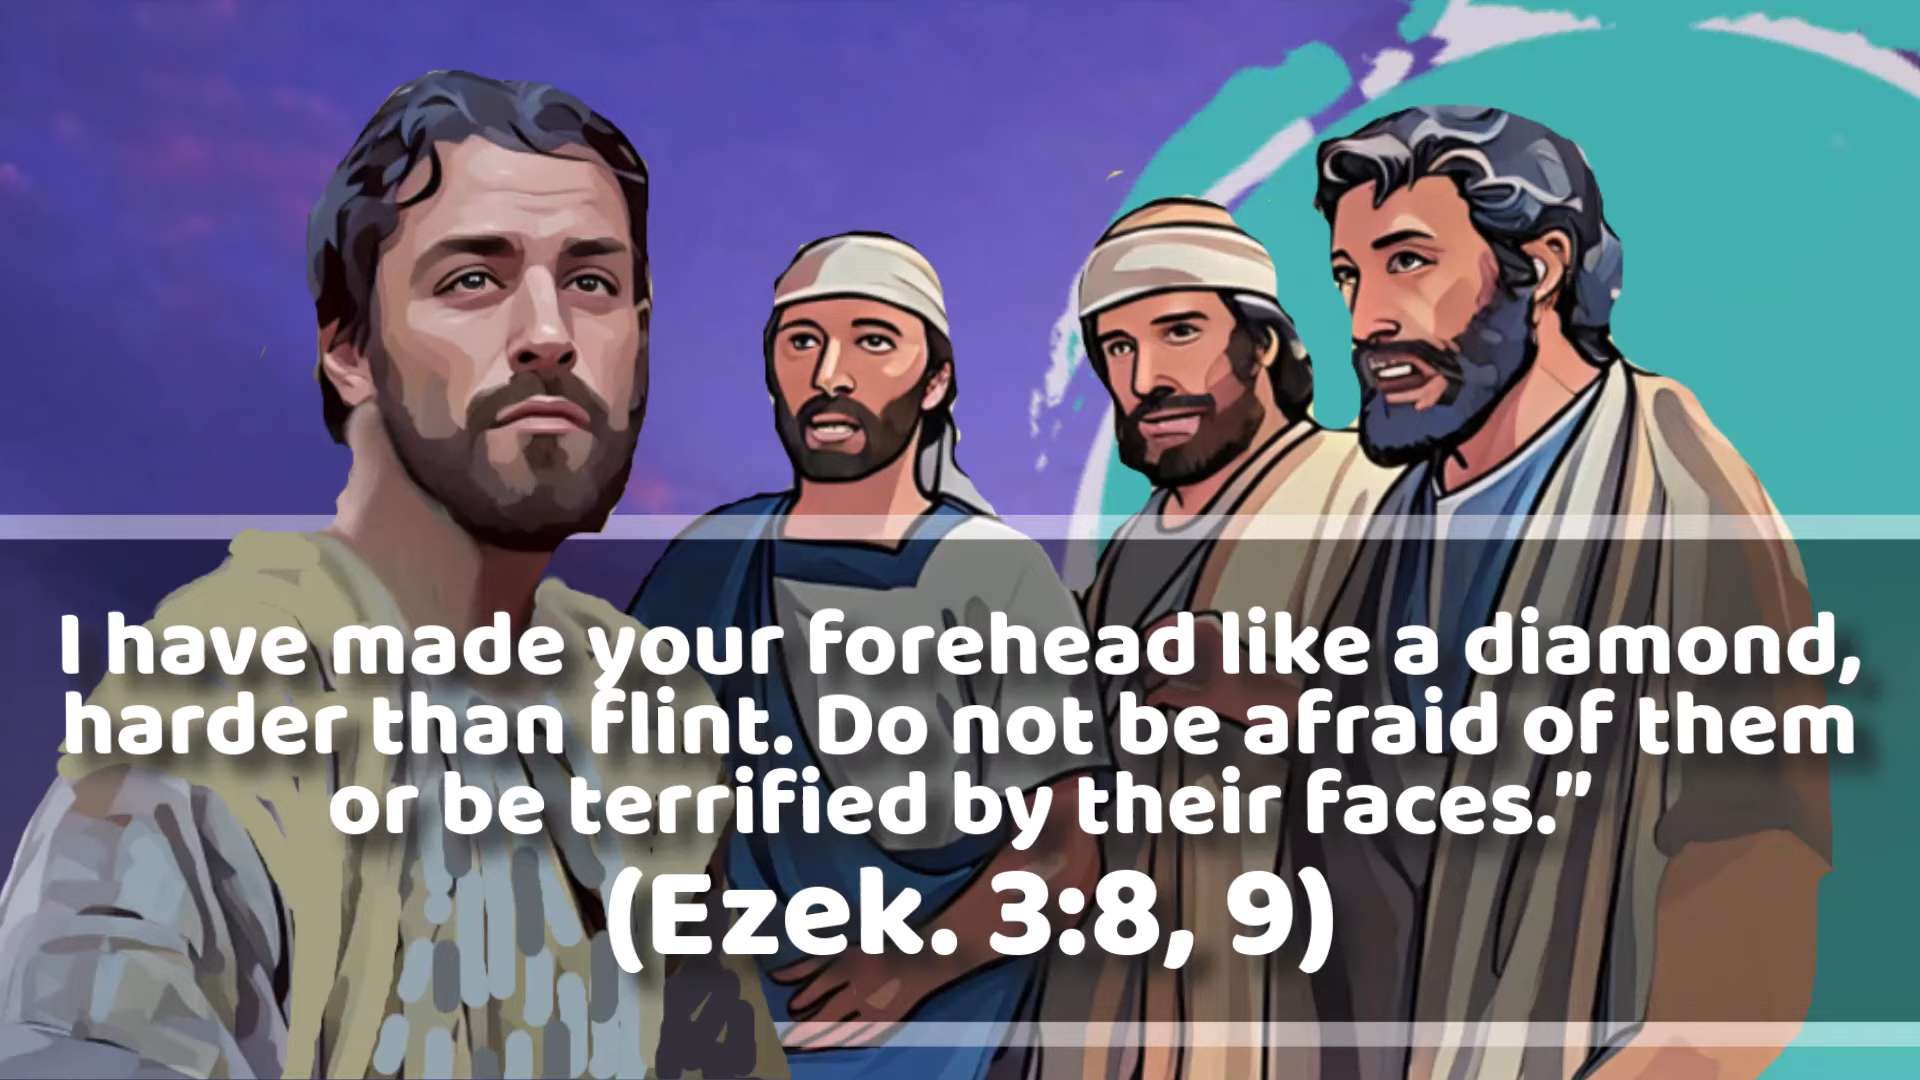 I have made your forehead like a diamond,
harder than flint. Do not be afraid of them
or be terrified by their faces.”
(Ezek. 3:8, 9)